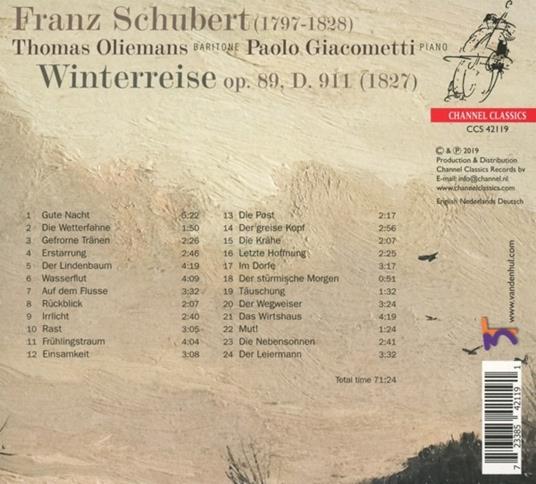 Franz Schubert (1797-1828)
Thomas Oliemans BARITONE Paolo Giacometti PIANO
Winterreise op. 89, D. 911 (1827)
CHANNEL CLASSICS
CCS 42119
© & ℗ 2019
Production & Distribution
Channel Classics Records bv
E-mail: info@channel.nl
www.channelclassics.com
English Nederlands Deutsch
1 Gute Nacht 5:22
2 Die Wetterfahne 1:50
3 Gefrorne Tränen 2:26
4 Erstarrung 2:46
5 Der Lindenbaum 4:19
6 Wasserflut 4:09
7 Auf dem Flusse 3:32
8 Rückblick 2:07
9 Irrlicht 2:40
10 Rast 3:05
11 Frühlingstraum 4:04
12 Einsamkeit 3:08
13 Die Post 2:17
14 Der greise Kopf 2:56
15 Die Krähe 2:07
16 Letzte Hoffnung 2:25
17 Im Dorfe 3:17
18 Der stürmische Morgen 0:51
19 Täuschung 1:32
20 Der Wegweiser 3:24
21 Das Wirtshaus 4:19
22 Mut! 1:24
23 Die Nebensonnen 2:41
24 Der Leiermann 3:32
Total time 71:24
www.vandenhul.com
7 23385 42119 1